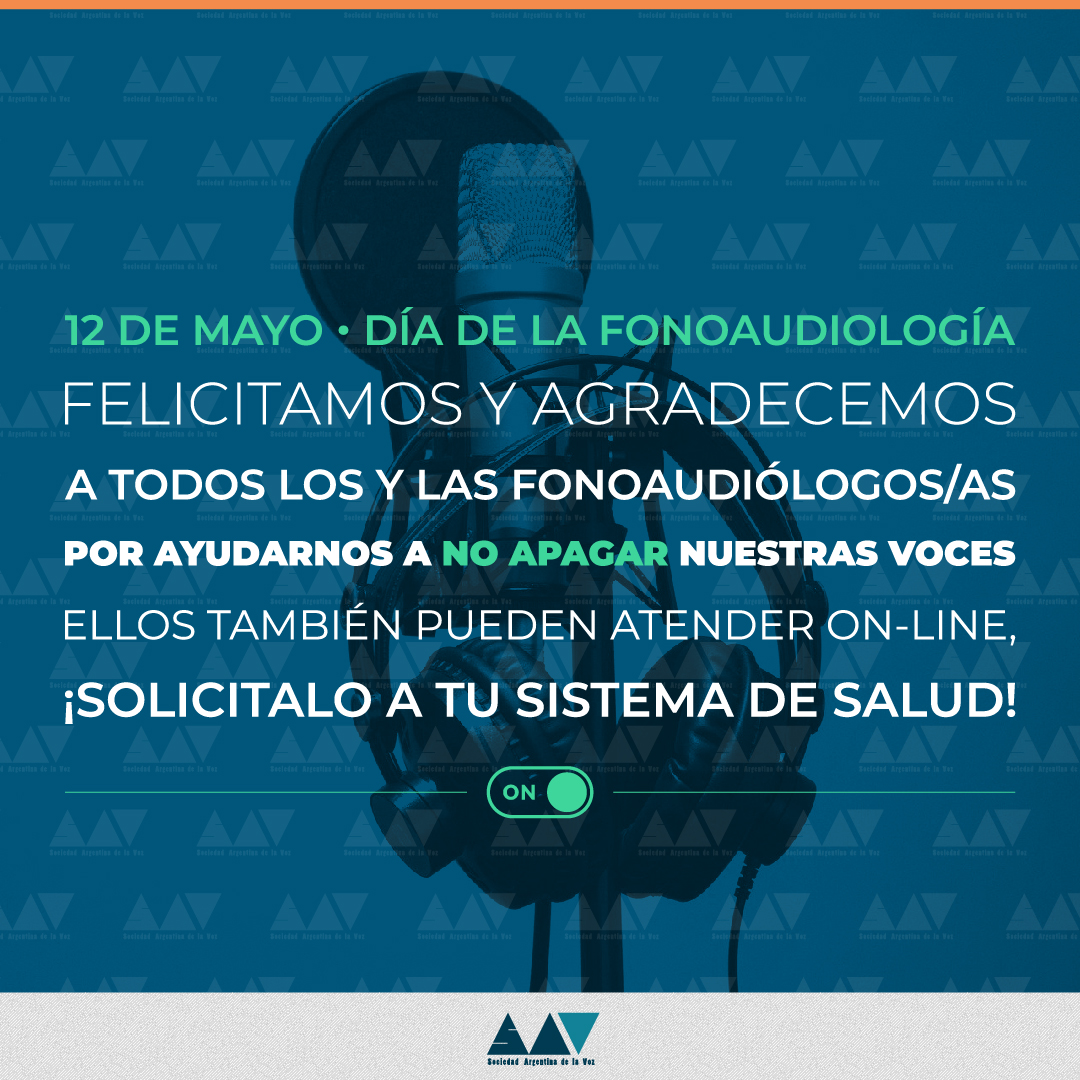 12 DE MAYO • DÍA DE LA FONOAUDIOLOGÍA
FELICITAMOS Y AGRADECEMOS
A TODOS LOS Y LAS FONOAUDIÓLOGOS/AS
POR AYUDARNOS A NO APAGAR NUESTRAS VOCES
ELLOS TAMBIÉN PUEDEN ATENDER ON-LINE,
¡SOLICITALO A TU SISTEMA DE SALUD!
ON
SAV
Sociedad Argentina de la Voz